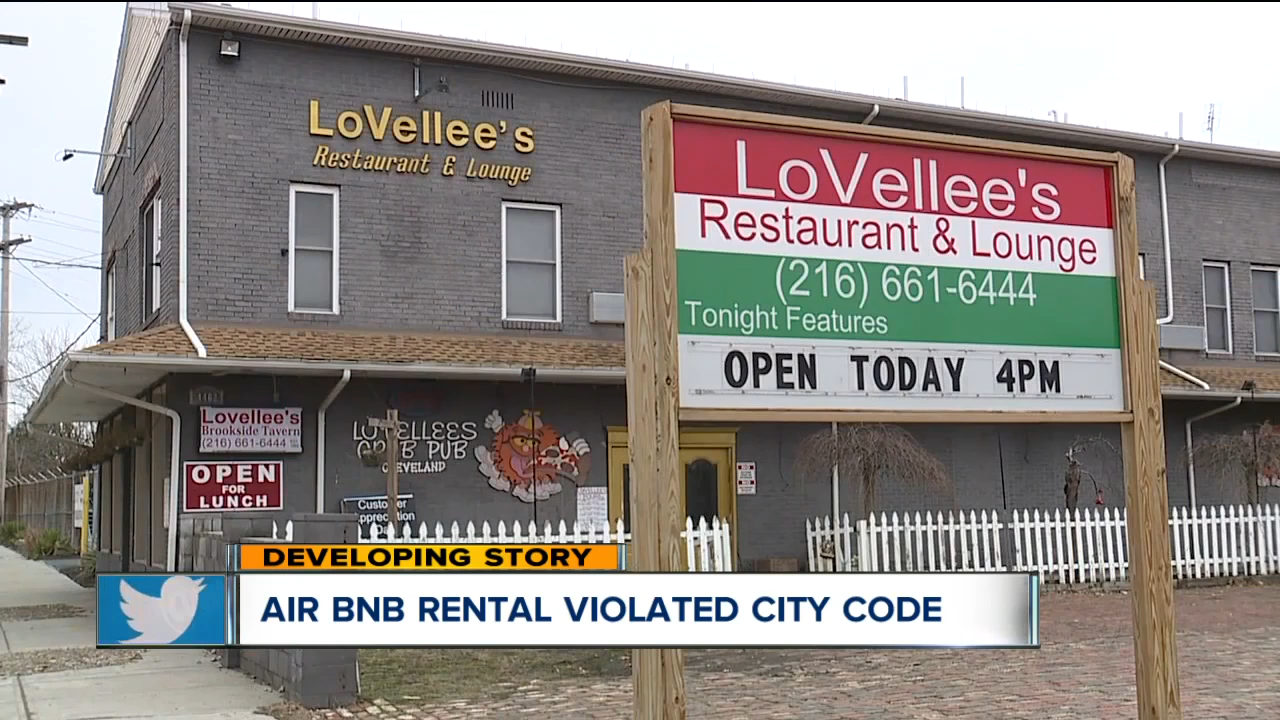 LoVellee's
Restaurant & Lounge
LoVellee's
Restaurant & Lounge
(216) 661-6444
Tonight Features
OPEN TODAY 4PM
Lovellee's
Brookside Tavern
(216) 661-6444
OPEN
FOR
LUNCH
LOVELLEES
PUB
CLEVELAND
Customer
DEVELOPING STORY
AIR BNB RENTAL VIOLATED CITY CODE